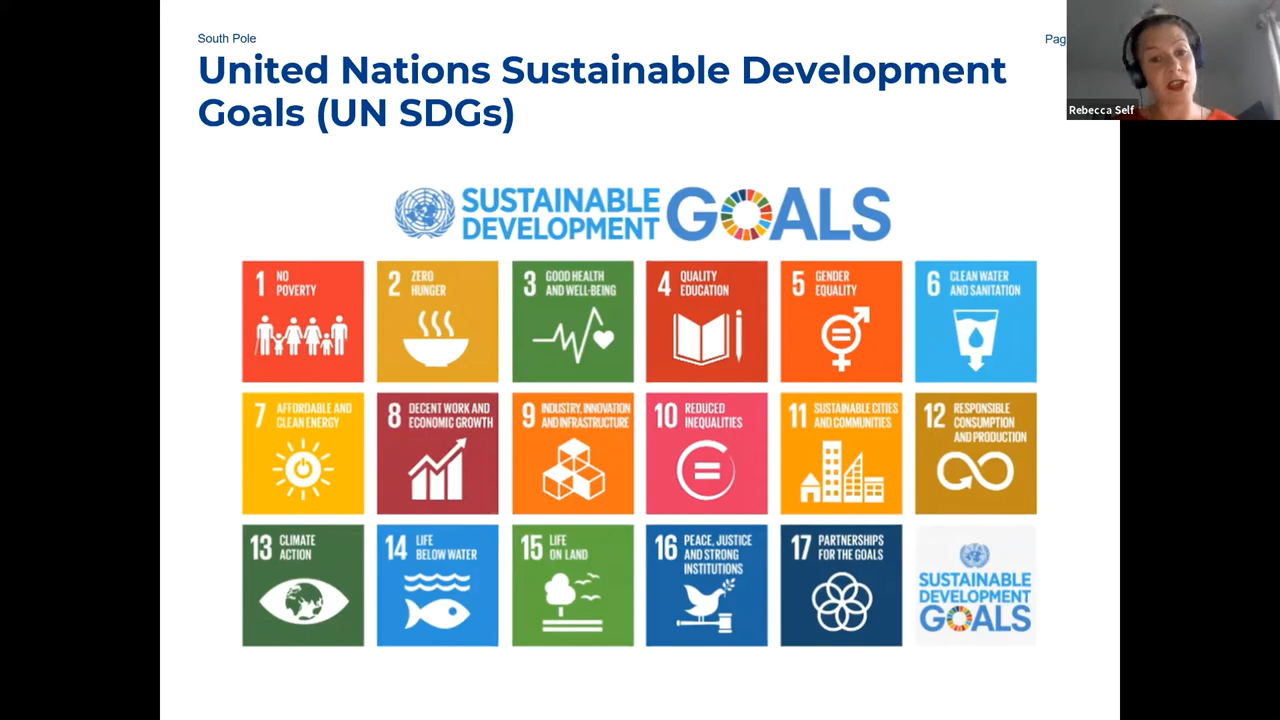 South Pole
Pag
Rebecca Self
United Nations Sustainable Development
Goals (UN SDGs)
SUSTAINABLE
DEVELOPMENT
GOALS
1 NO
POVERTY
2 ZERO
HUNGER
3 GOOD HEALTH
AND WELL-BEING
4 QUALITY
EDUCATION
5 GENDER
EQUALITY
6 CLEAN WATER
AND SANITATION
7 AFFORDABLE AND
CLEAN ENERGY
8 DECENT WORK AND
ECONOMIC GROWTH
9 INDUSTRY, INNOVATION
AND INFRASTRUCTURE
10 REDUCED
INEQUALITIES
11 SUSTAINABLE CITIES
AND COMMUNITIES
12 RESPONSIBLE
CONSUMPTION
AND PRODUCTION
13 CLIMATE
ACTION
14 LIFE
BELOW WATER
15 LIFE
ON LAND
16 PEACE, JUSTICE
AND STRONG
INSTITUTIONS
17 PARTNERSHIPS
FOR THE GOALS
SUSTAINABLE
DEVELOPMENT
GOALS